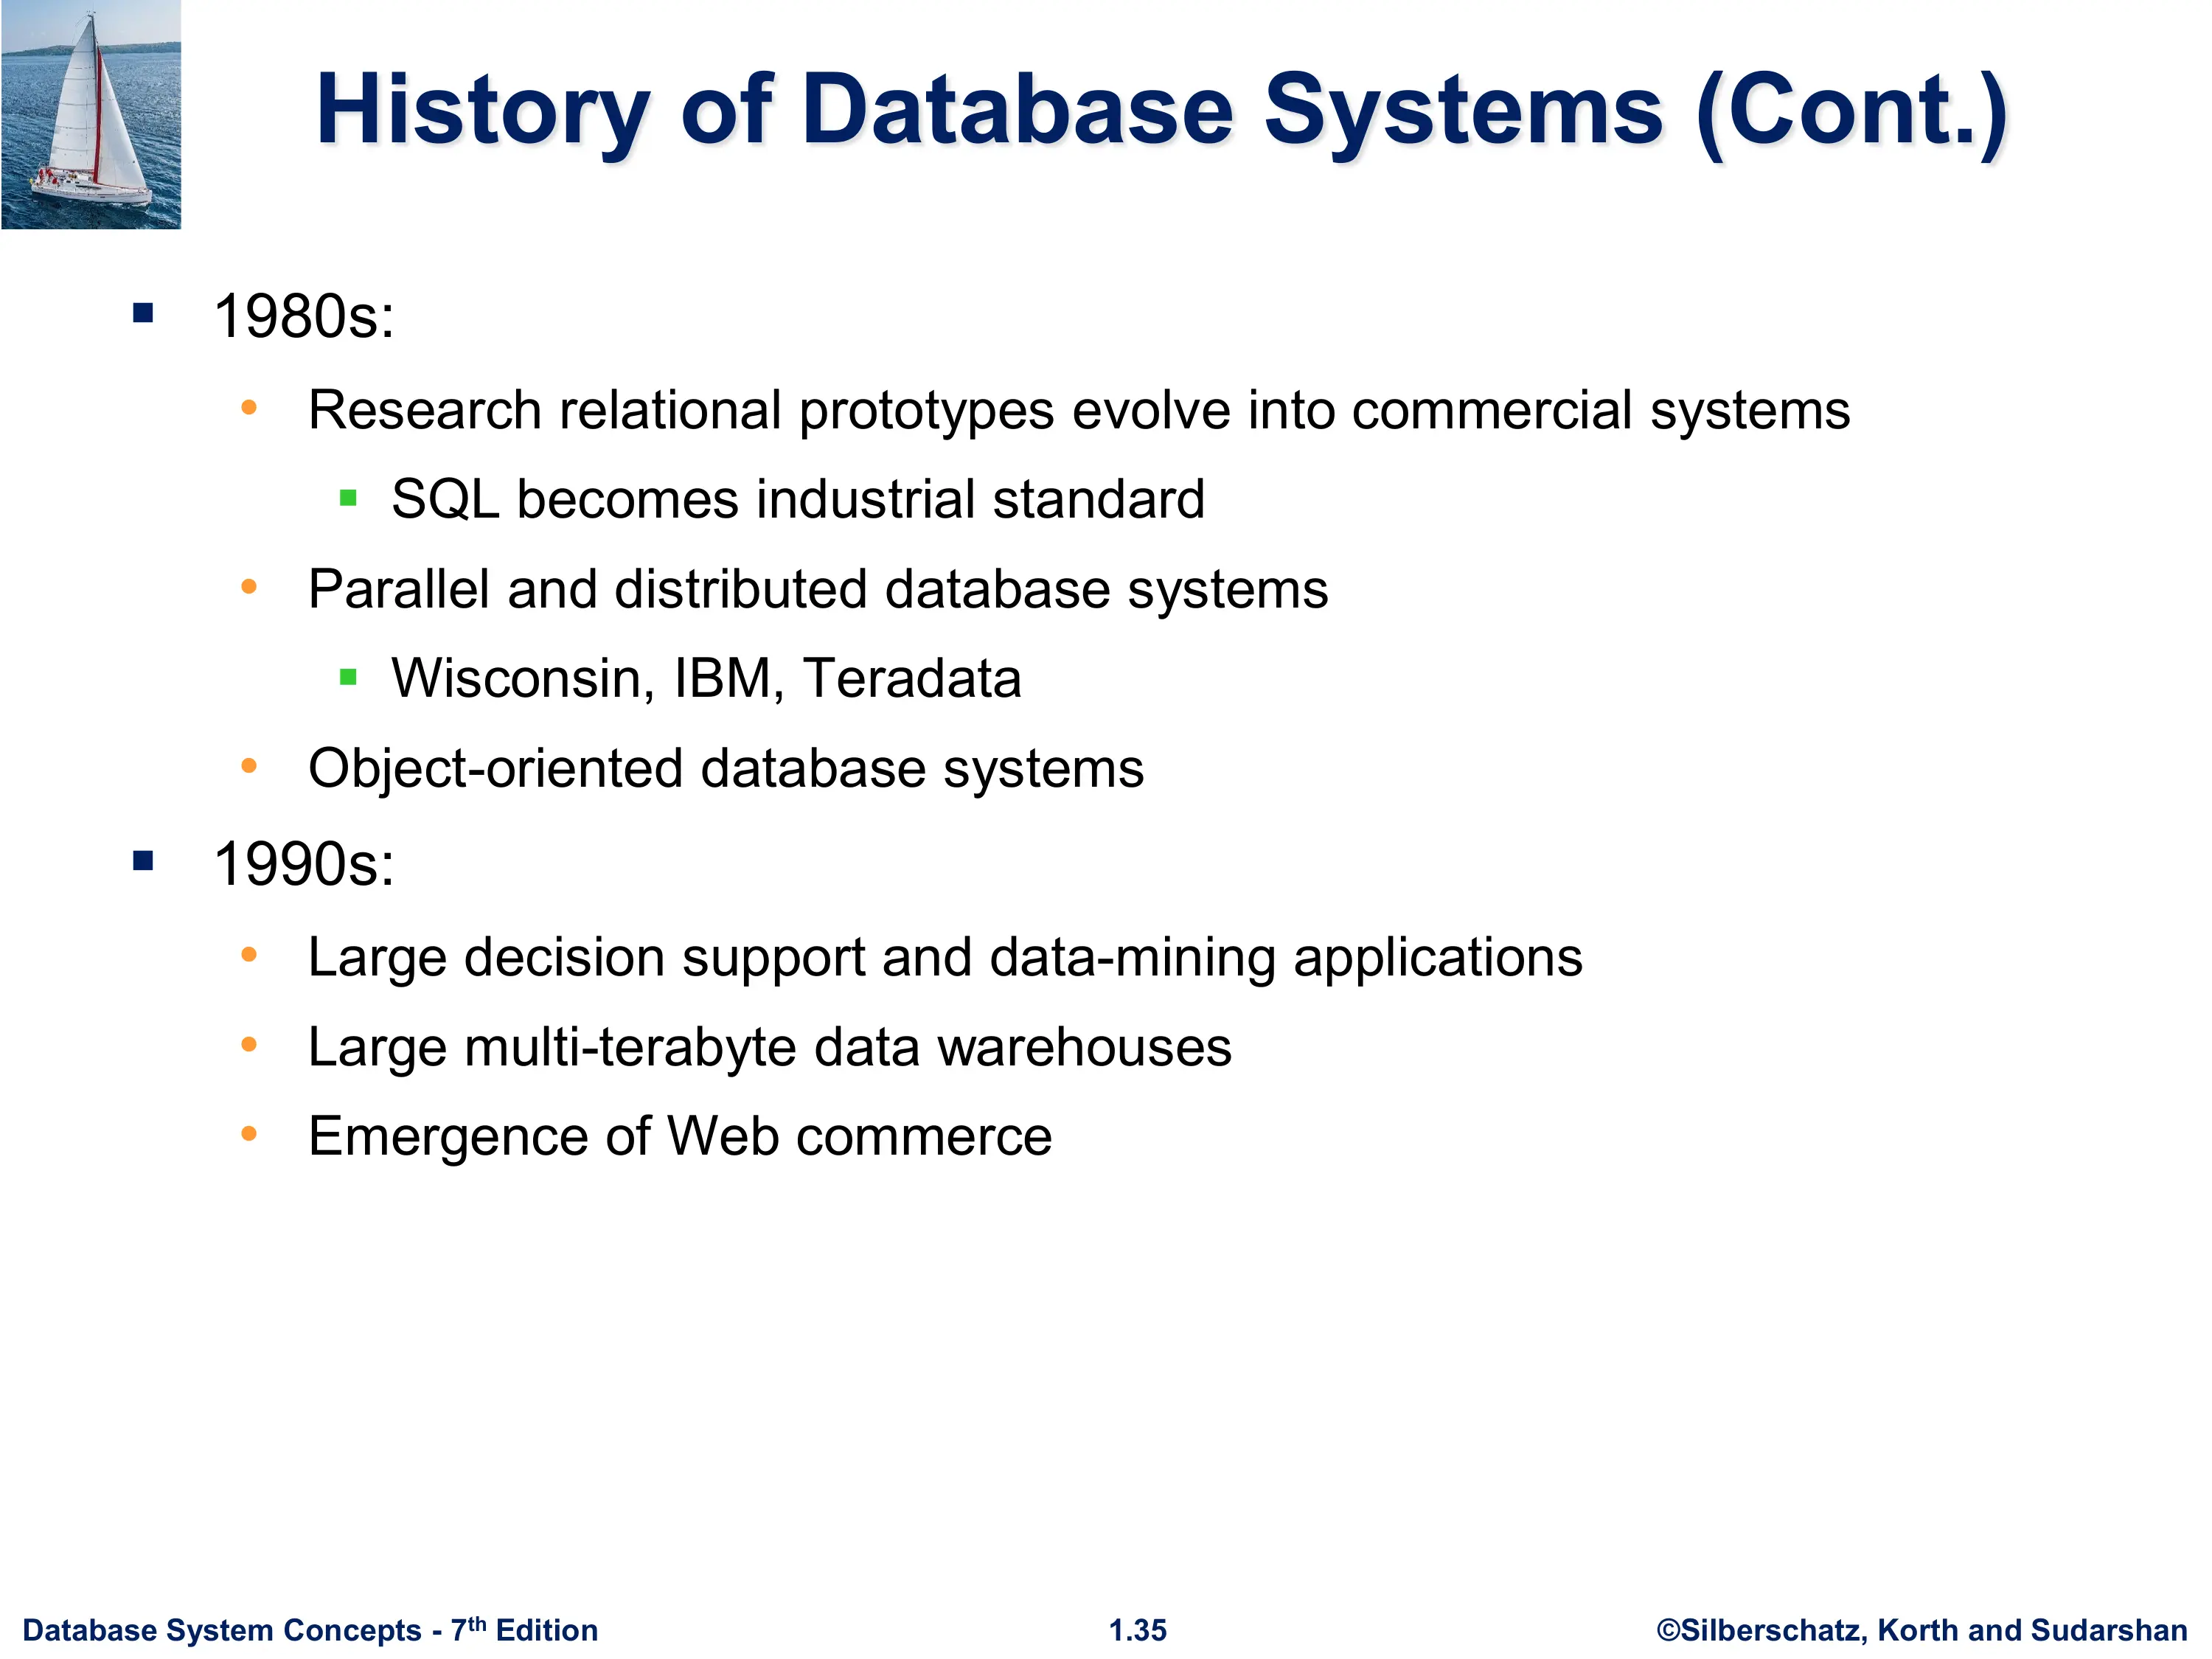 History of Database Systems (Cont.)
1980s:
Research relational prototypes evolve into commercial systems
SQL becomes industrial standard
Parallel and distributed database systems
Wisconsin, IBM, Teradata
Object-oriented database systems
1990s:
Large decision support and data-mining applications
Large multi-terabyte data warehouses
Emergence of Web commerce
Database System Concepts - 7th Edition
1.35
©Silberschatz, Korth and Sudarshan